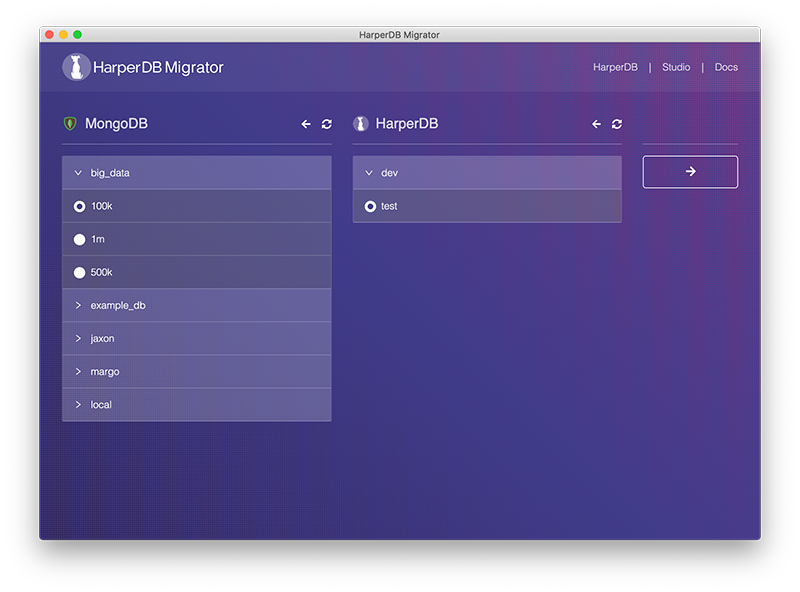 HarperDB Migrator
HarperDB Migrator
HarperDB | Studio | Docs
MongoDB
HarperDB
big_data
100k
1m
500k
example_db
jaxon
margo
local
dev
test